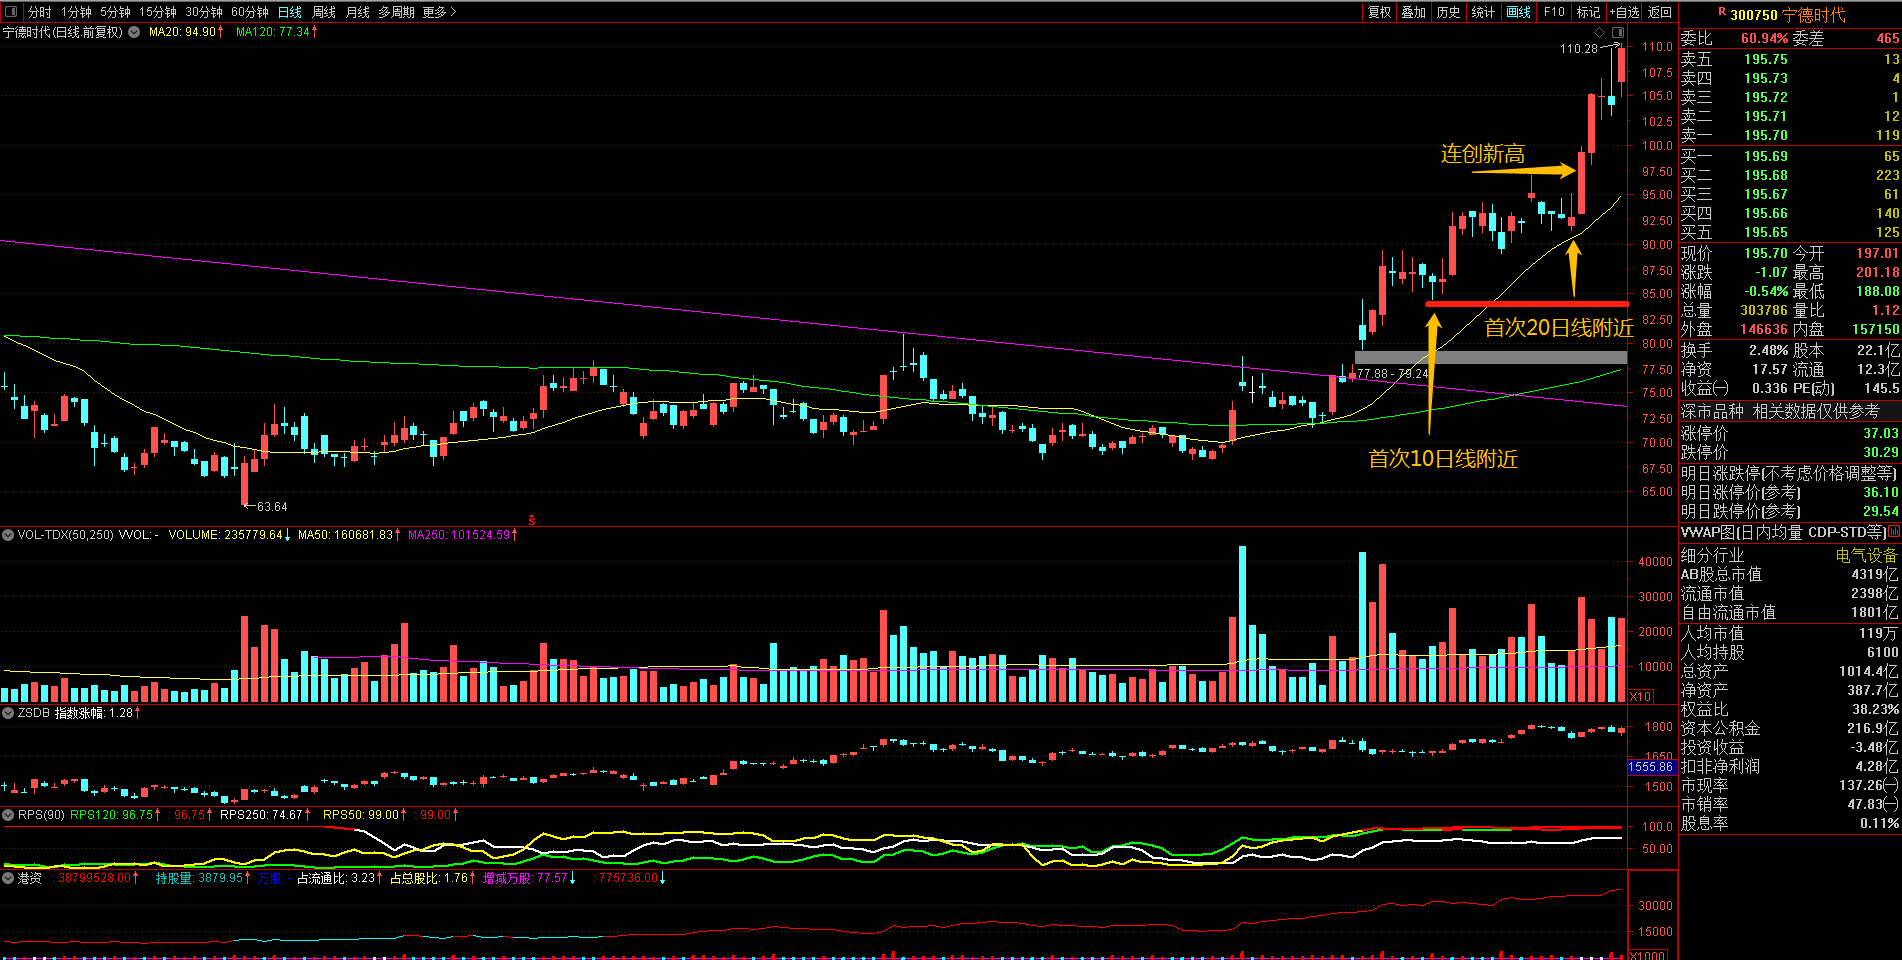 分时 1分钟 5分钟 15分钟 30分钟 60分钟 日线 周线 月线 多周期 更多 >
复权 叠加 历史 统计 画线 F10 标记 +自选 返回
宁德时代(日线.前复权) MA20: 94.90↑ MA120: 77.34↑
110.28
110.0
107.5
105.0
102.5
100.0
97.50
95.00
92.50
90.00
87.50
85.00
82.50
80.00
77.50
75.00
72.50
70.00
67.50
65.00
连创新高
首次20日线附近
77.88 - 79.24
首次10日线附近
←63.64
$
VOL-TDX(50,250) VVOL: - VOLUME: 235779.64↓ MA50: 160681.83↑ MA250: 101524.59↑
40000
30000
20000
10000
X10
ZSDB 指数涨幅: 1.28↑
1800
1650
1555.86
1500
RPS(90) RPS120: 96.75↑ : 96.75↑ RPS250: 74.67↑ RPS50: 99.00↑ : 99.00↑
100.0
50.00
港资 : 38799528.00↑ 持股量: 3879.95↑ 万股: - 占流通比: 3.23↑ 占总股比: 1.76↑ 增减万股: 77.57↓ : 775736.00↓
30000
15000
X1000
R 300750 宁德时代
委比 60.94% 委差 465
卖五 195.75 13
卖四 195.73 4
卖三 195.72 1
卖二 195.71 12
卖一 195.70 119
买一 195.69 65
买二 195.68 223
买三 195.67 61
买四 195.66 140
买五 195.65 125
现价 195.70 今开 197.01
涨跌 -1.07 最高 201.18
涨幅 -0.54% 最低 188.08
总量 303786 量比 1.12
外盘 146636 内盘 157150
换手 2.48% 股本 22.1亿
净资 17.57 流通 12.3亿
收益(一) 0.336 PE(动) 145.5
深市品种 相关数据仅供参考
涨停价 37.03
跌停价 30.29
明日涨跌停(不考虑价格调整等)
明日涨停价(参考) 36.10
明日跌停价(参考) 29.54
VWAP图(日内均量 CDP-STD等)
细分行业 电气设备
AB股总市值 4319亿
流通市值 2398亿
自由流通市值 1801亿
人均市值 119万
人均持股 6100
总资产 1014.4亿
净资产 387.7亿
权益比 38.23%
资本公积金 216.9亿
投资收益 -3.48亿
扣非净利润 4.28亿
市现率 137.26(一)
市销率 47.83(一)
股息率 0.11%